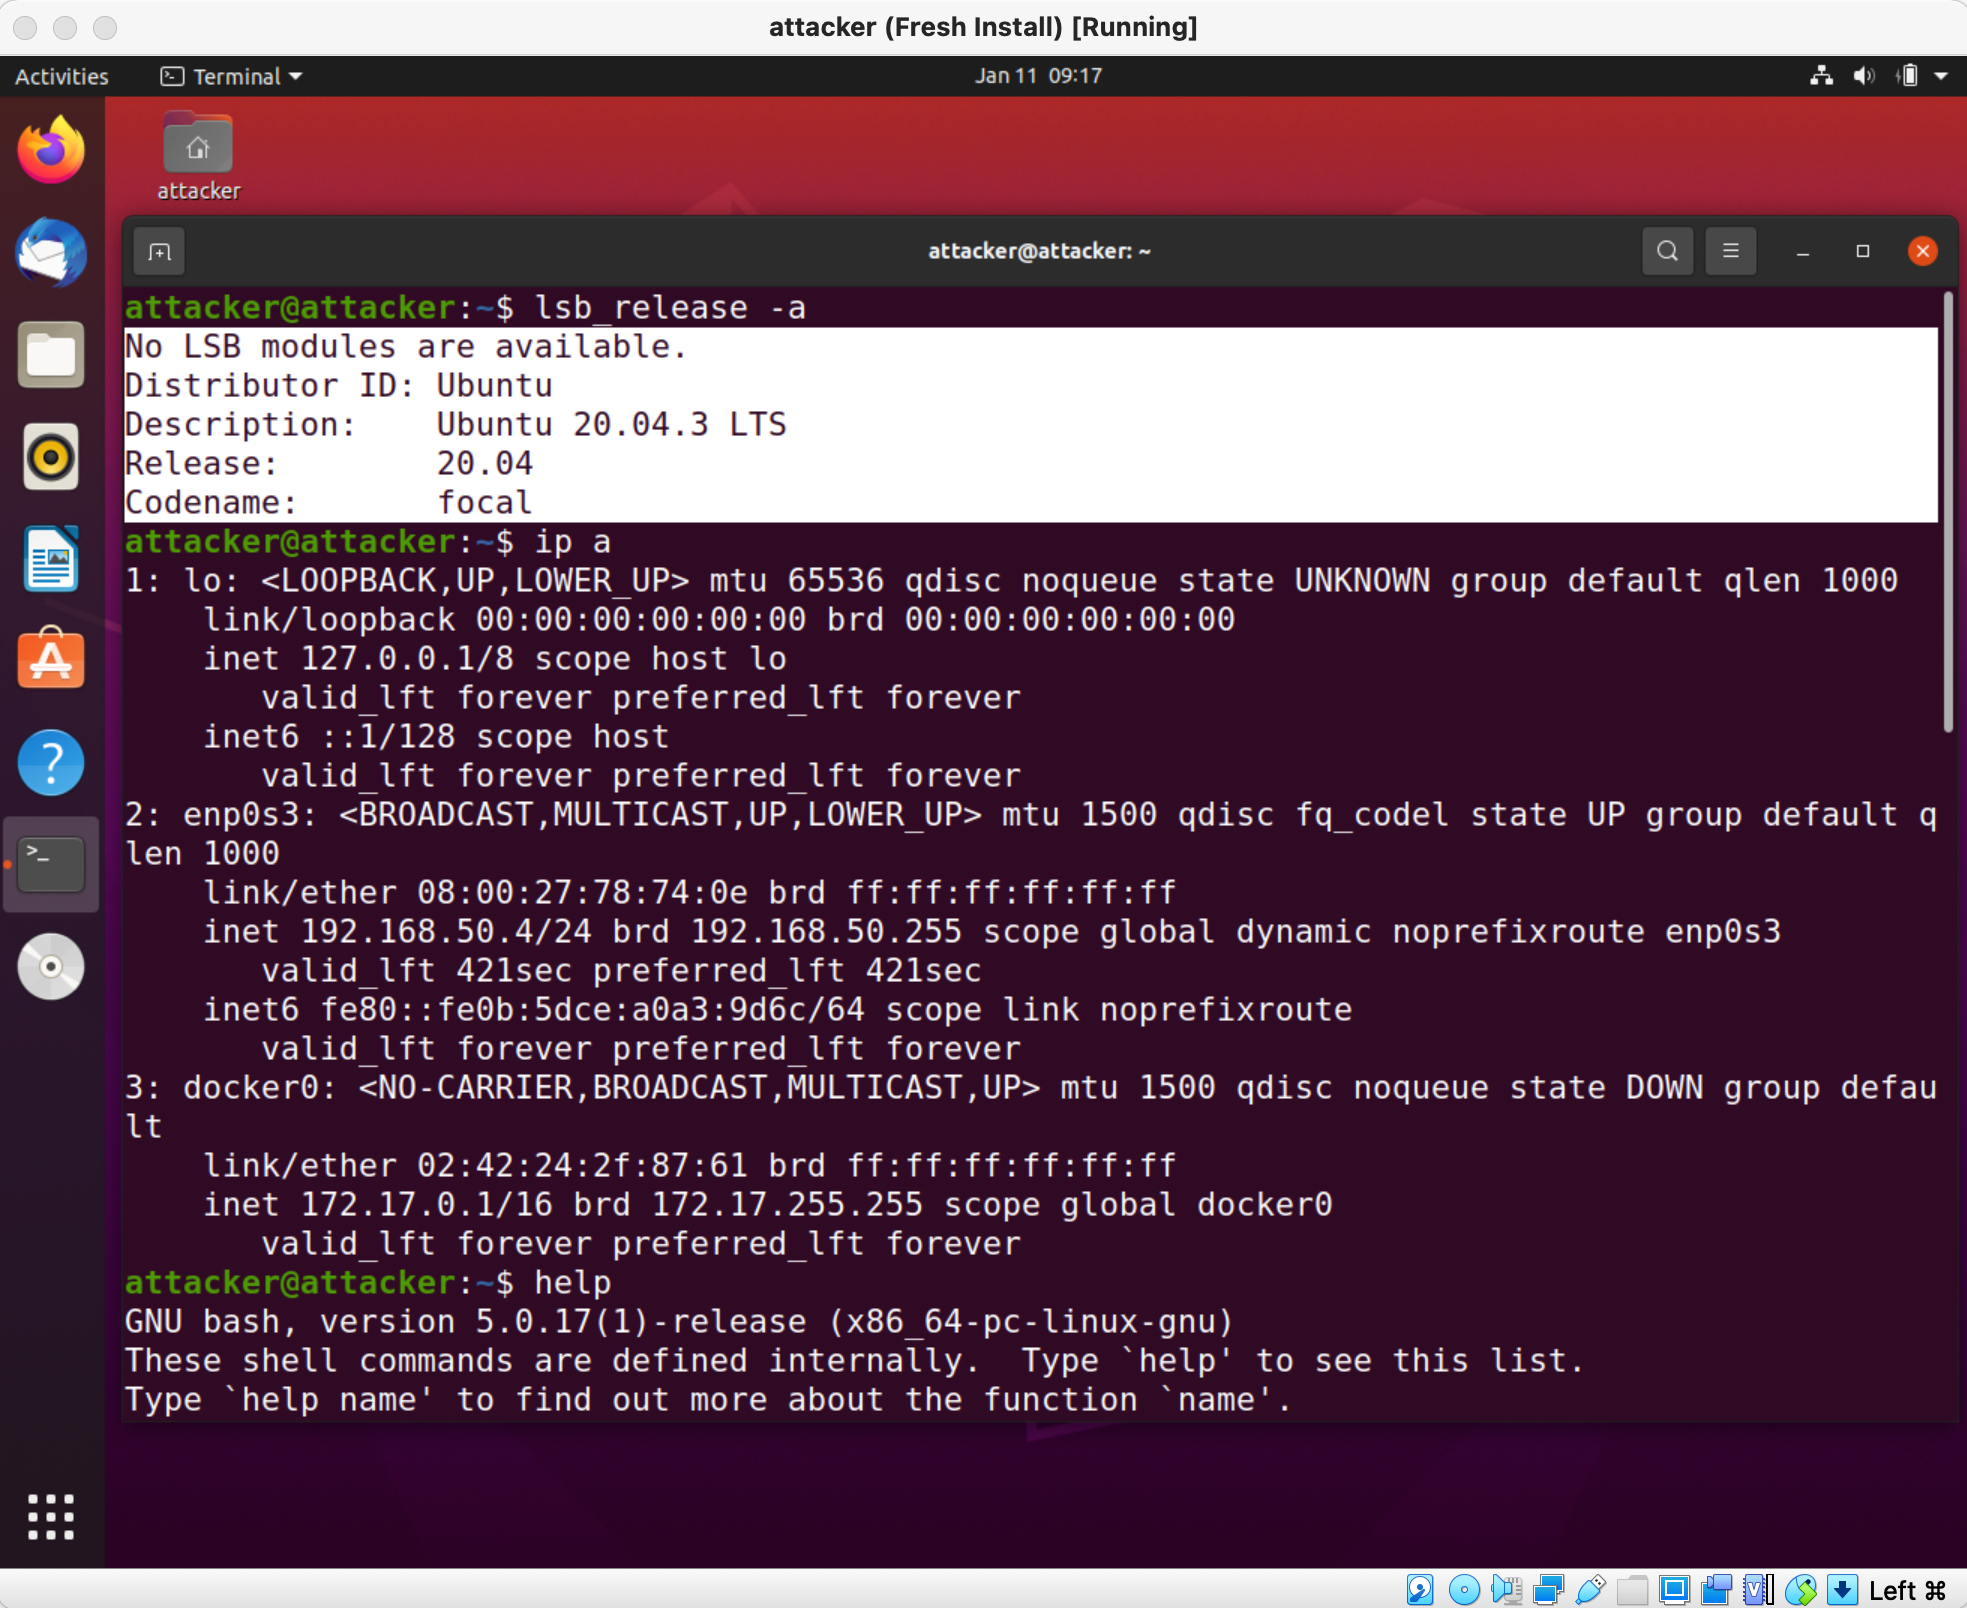 attacker (Fresh Install) [Running]
Activities
Terminal
Jan 11 09:17
attacker
attacker@attacker: ~
attacker@attacker:~$ lsb_release -a
No LSB modules are available.
Distributor ID: Ubuntu
Description:    Ubuntu 20.04.3 LTS
Release:        20.04
Codename:       focal
attacker@attacker:~$ ip a
1: lo: <LOOPBACK,UP,LOWER_UP> mtu 65536 qdisc noqueue state UNKNOWN group default qlen 1000
    link/loopback 00:00:00:00:00:00 brd 00:00:00:00:00:00
    inet 127.0.0.1/8 scope host lo
       valid_lft forever preferred_lft forever
    inet6 ::1/128 scope host
       valid_lft forever preferred_lft forever
2: enp0s3: <BROADCAST,MULTICAST,UP,LOWER_UP> mtu 1500 qdisc fq_codel state UP group default q
len 1000
    link/ether 08:00:27:78:74:0e brd ff:ff:ff:ff:ff:ff
    inet 192.168.50.4/24 brd 192.168.50.255 scope global dynamic noprefixroute enp0s3
       valid_lft 421sec preferred_lft 421sec
    inet6 fe80::fe0b:5dce:a0a3:9d6c/64 scope link noprefixroute
       valid_lft forever preferred_lft forever
3: docker0: <NO-CARRIER,BROADCAST,MULTICAST,UP> mtu 1500 qdisc noqueue state DOWN group defau
lt
    link/ether 02:42:24:2f:87:61 brd ff:ff:ff:ff:ff:ff
    inet 172.17.0.1/16 brd 172.17.255.255 scope global docker0
       valid_lft forever preferred_lft forever
attacker@attacker:~$ help
GNU bash, version 5.0.17(1)-release (x86_64-pc-linux-gnu)
These shell commands are defined internally.  Type `help' to see this list.
Type `help name' to find out more about the function `name'.
Left ⌘